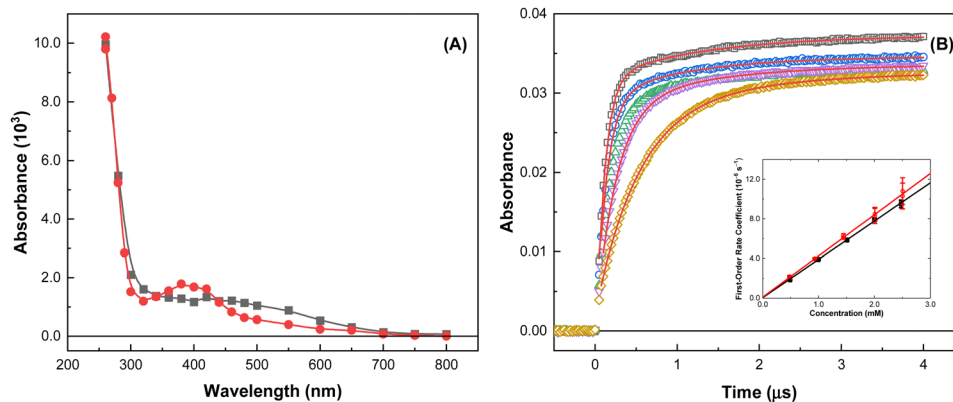 (A)
Absorbance (10³)
10.0
8.0
6.0
4.0
2.0
0.0
200 300 400 500 600 700 800
Wavelength (nm)
(B)
Absorbance
0.04
0.03
0.02
0.01
0.00
0 1 2 3 4
Time (μs)
First-Order Rate Coefficient (10⁻⁶ s⁻¹)
12.0
8.0
4.0
0.0
0.0 1.0 2.0 3.0
Concentration (mM)